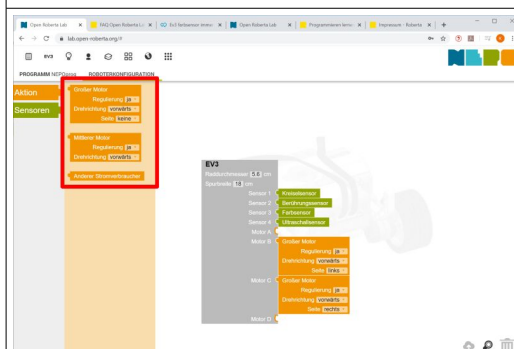 Open Roberta Lab
FAQ Open Roberta L
Ev3 farbsensor immer
Open Roberta Lab
Programmieren lernen
Impressum - Roberta
lab.open-roberta.org/#
EV3
PROGRAMM NEPOprog
ROBOTERKONFIGURATION
Aktion
Sensoren
Großer Motor
Regulierung ja
Drehrichtung vorwärts
Seite keine
Mittlerer Motor
Regulierung ja
Drehrichtung vorwärts
Anderer Stromverbraucher
EV3
Raddurchmesser 5.6 cm
Spurbreite 18 cm
Sensor 1 Kreiselsensor
Sensor 2 Berührungssensor
Sensor 3 Farbsensor
Sensor 4 Ultraschallsensor
Motor A
Motor B Großer Motor
Regulierung ja
Drehrichtung vorwärts
Seite links
Motor C Großer Motor
Regulierung ja
Drehrichtung vorwärts
Seite rechts
Motor D